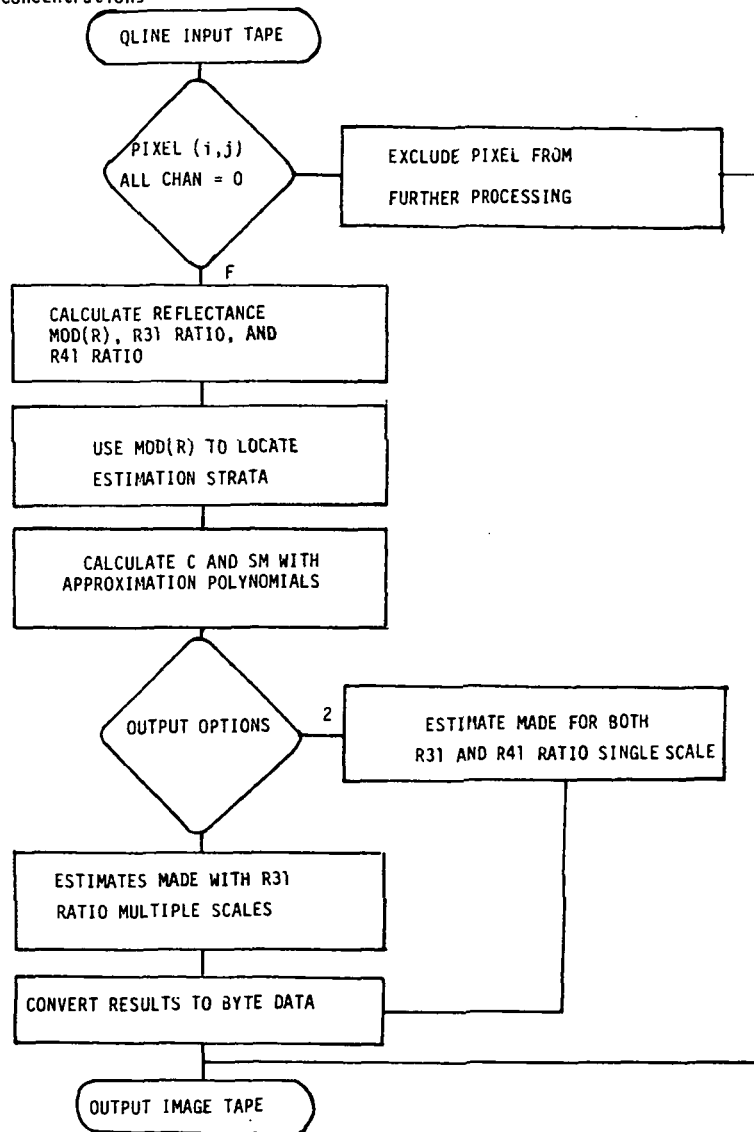 concentrations
QLINE INPUT TAPE
PIXEL (i,j)
ALL CHAN = 0
EXCLUDE PIXEL FROM
FURTHER PROCESSING
F
CALCULATE REFLECTANCE
MOD(R), R31 RATIO, AND
R41 RATIO
USE MOD(R) TO LOCATE
ESTIMATION STRATA
CALCULATE C AND SM WITH
APPROXIMATION POLYNOMIALS
OUTPUT OPTIONS
2
ESTIMATE MADE FOR BOTH
R31 AND R41 RATIO SINGLE SCALE
ESTIMATES MADE WITH R31
RATIO MULTIPLE SCALES
CONVERT RESULTS TO BYTE DATA
OUTPUT IMAGE TAPE